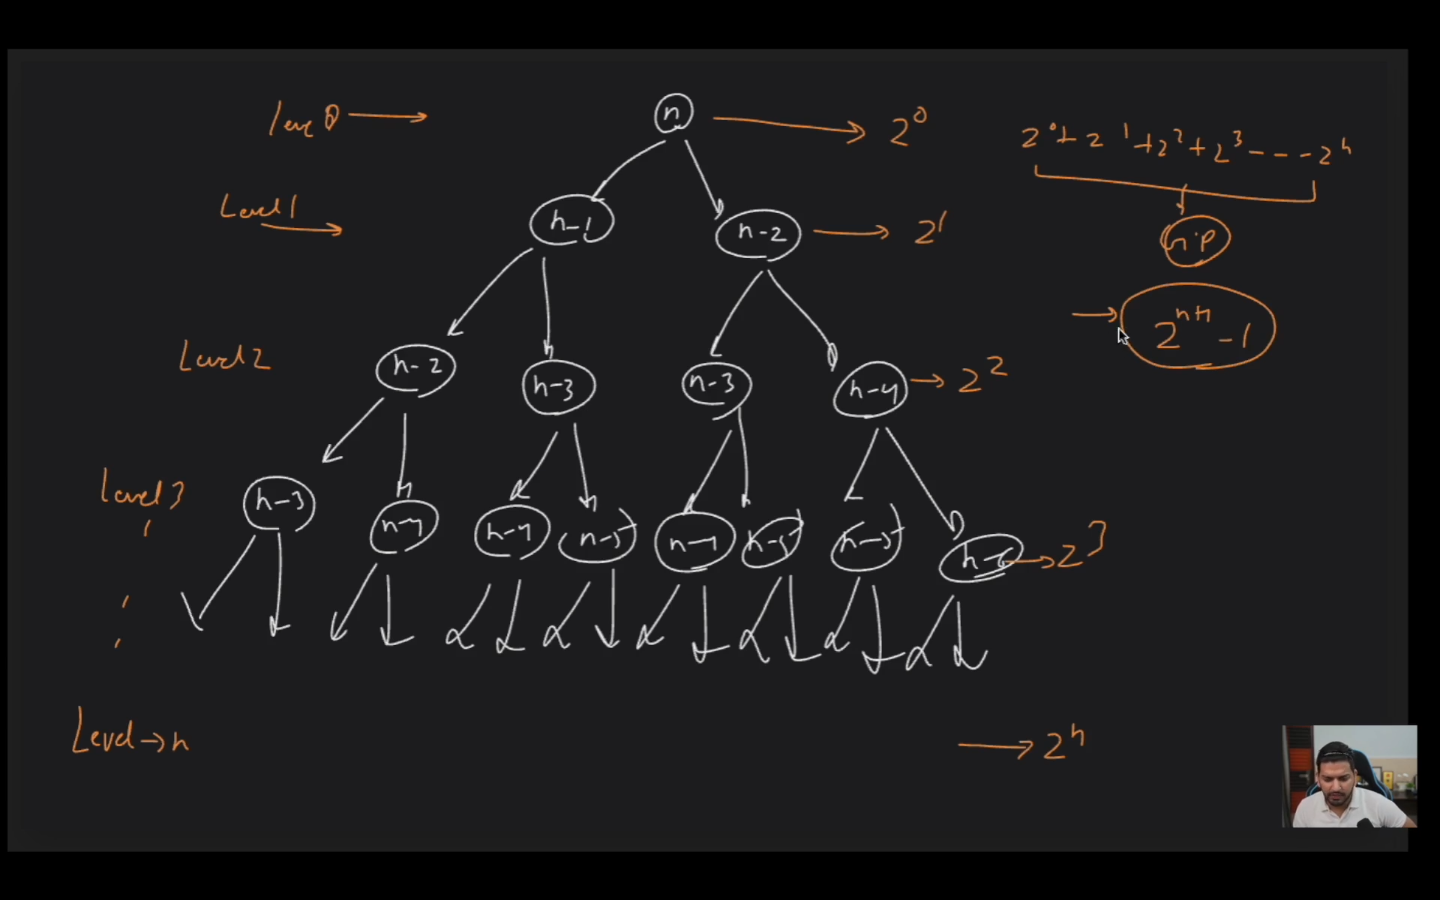 Level 0 → n → 2^0
2^0 + 2^1 + 2^2 + 2^3 - - - - 2^n
Level 1 → n-1 n-2 → 2^1
G.P
→ 2^n+1 - 1
Level 2 n-2 n-3 n-3 n-4 → 2^2
Level 3 n-3 n-4 n-4 n-5 n-4 n-5 n-5 n-6 → 2^3
Level → n → 2^n